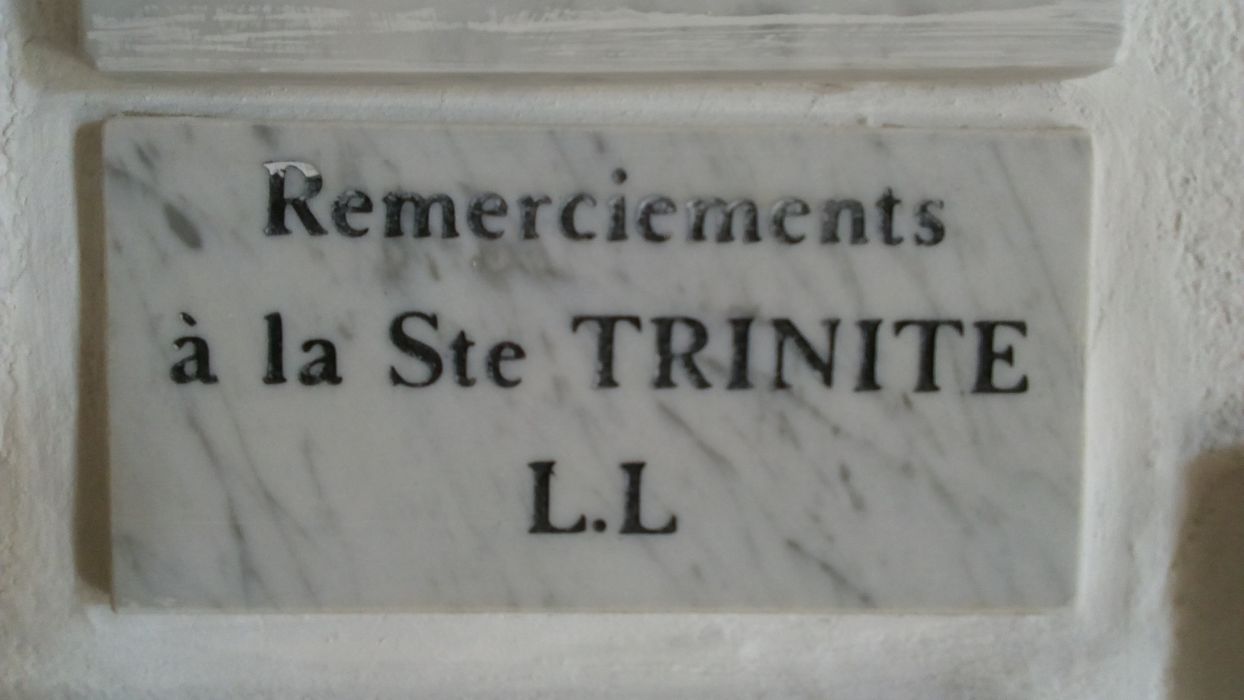 Remerciements
à la Ste TRINITE
L.L